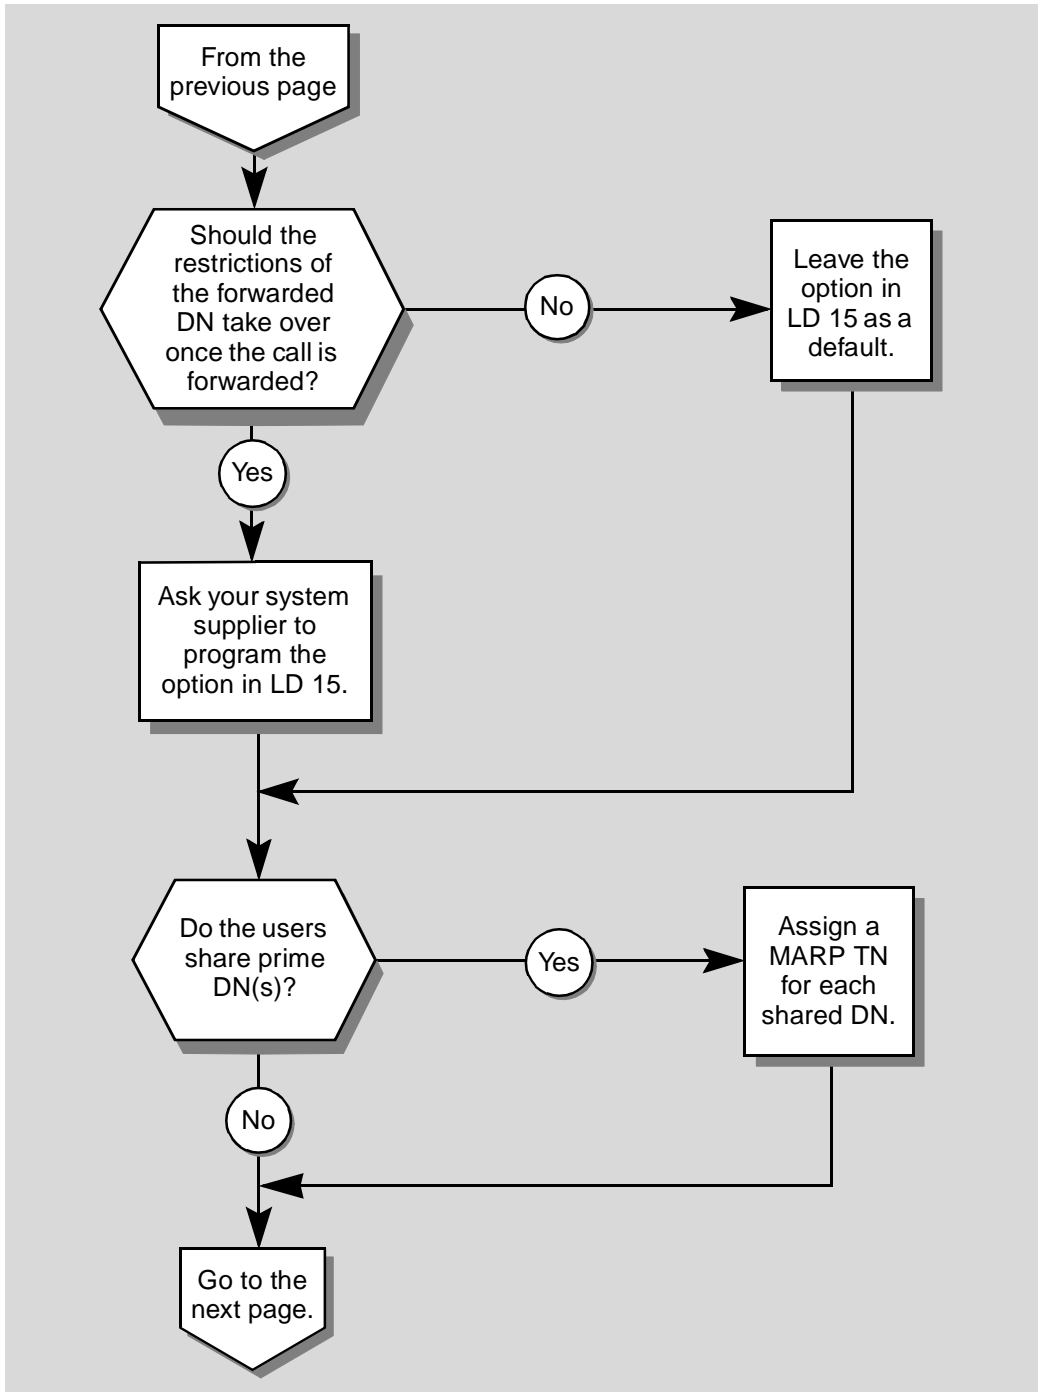 From the
previous page
Should the
restrictions of
the forwarded
DN take over
once the call is
forwarded?
No
Leave the
option in
LD 15 as a
default.
Yes
Ask your system
supplier to
program the
option in LD 15.
Do the users
share prime
DN(s)?
Yes
Assign a
MARP TN
for each
shared DN.
No
Go to the
next page.